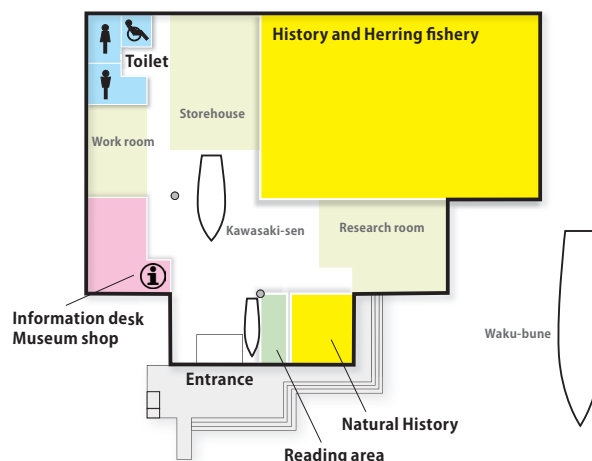 History and Herring fishery
Toilet
Storehouse
Work room
Kawasaki-sen
Research room
Information desk
Museum shop
Waku-bune
Entrance
Natural History
Reading area